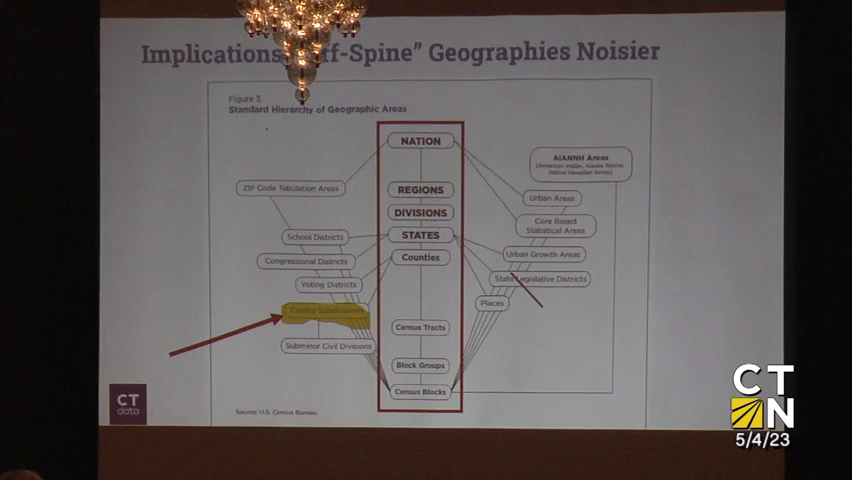 Implications ff-Spine” Geographies Noisier
Figure 3.
Standard Hierarchy of Geographic Areas
NATION
AIANNH Areas
(American Indian, Alaska Native,
Native Hawaiian Areas)
ZIP Code Tabulation Areas
REGIONS
Urban Areas
DIVISIONS
Core Based
Statistical Areas
School Districts
STATES
Congressional Districts
Counties
Urban Growth Areas
Voting Districts
State Legislative Districts
County Subdivisions
Places
Census Tracts
Subminor Civil Divisions
Block Groups
Census Blocks
Source: U.S. Census Bureau
CT
data
CT
N
5/4/23